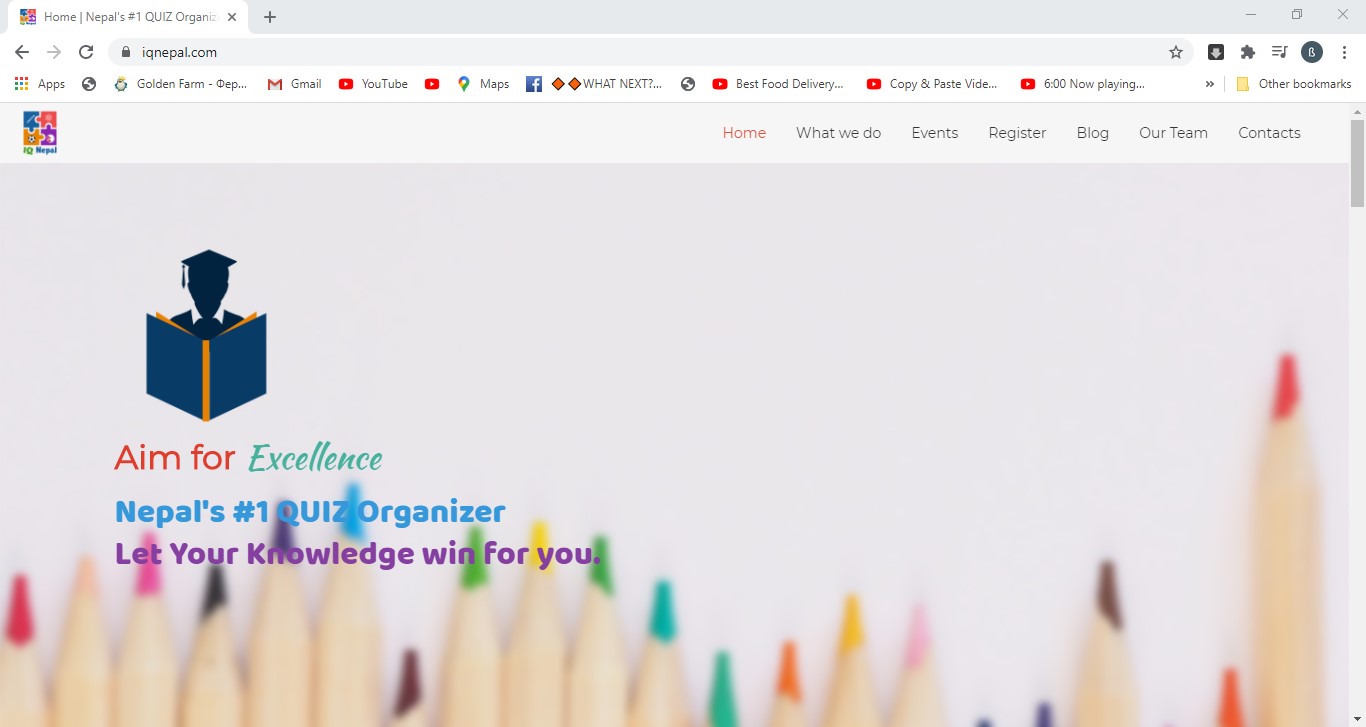 Home | Nepal's #1 QUIZ Organiz
iqnepal.com
ß
Apps
Golden Farm - Фер...
Gmail
YouTube
Maps
WHAT NEXT?...
Best Food Delivery...
Copy & Paste Vide...
6:00 Now playing...
»
Other bookmarks
IQ Nepal
Home
What we do
Events
Register
Blog
Our Team
Contacts
Aim for Excellence
Nepal's #1 QUIZ Organizer
Let Your Knowledge win for you.